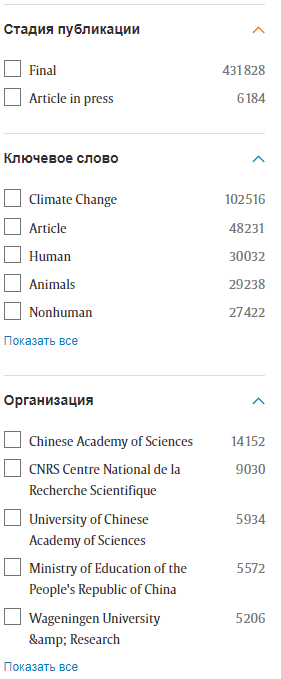 Стадия публикации
Final 431828
Article in press 6184
Ключевое слово
Climate Change 102516
Article 48231
Human 30032
Animals 29238
Nonhuman 27422
Показать все
Организация
Chinese Academy of Sciences 14152
CNRS Centre National de la 9030
Recherche Scientifique
University of Chinese 5934
Academy of Sciences
Ministry of Education of the 5572
People's Republic of China
Wageningen University 5206
&amp; Research
Показать все